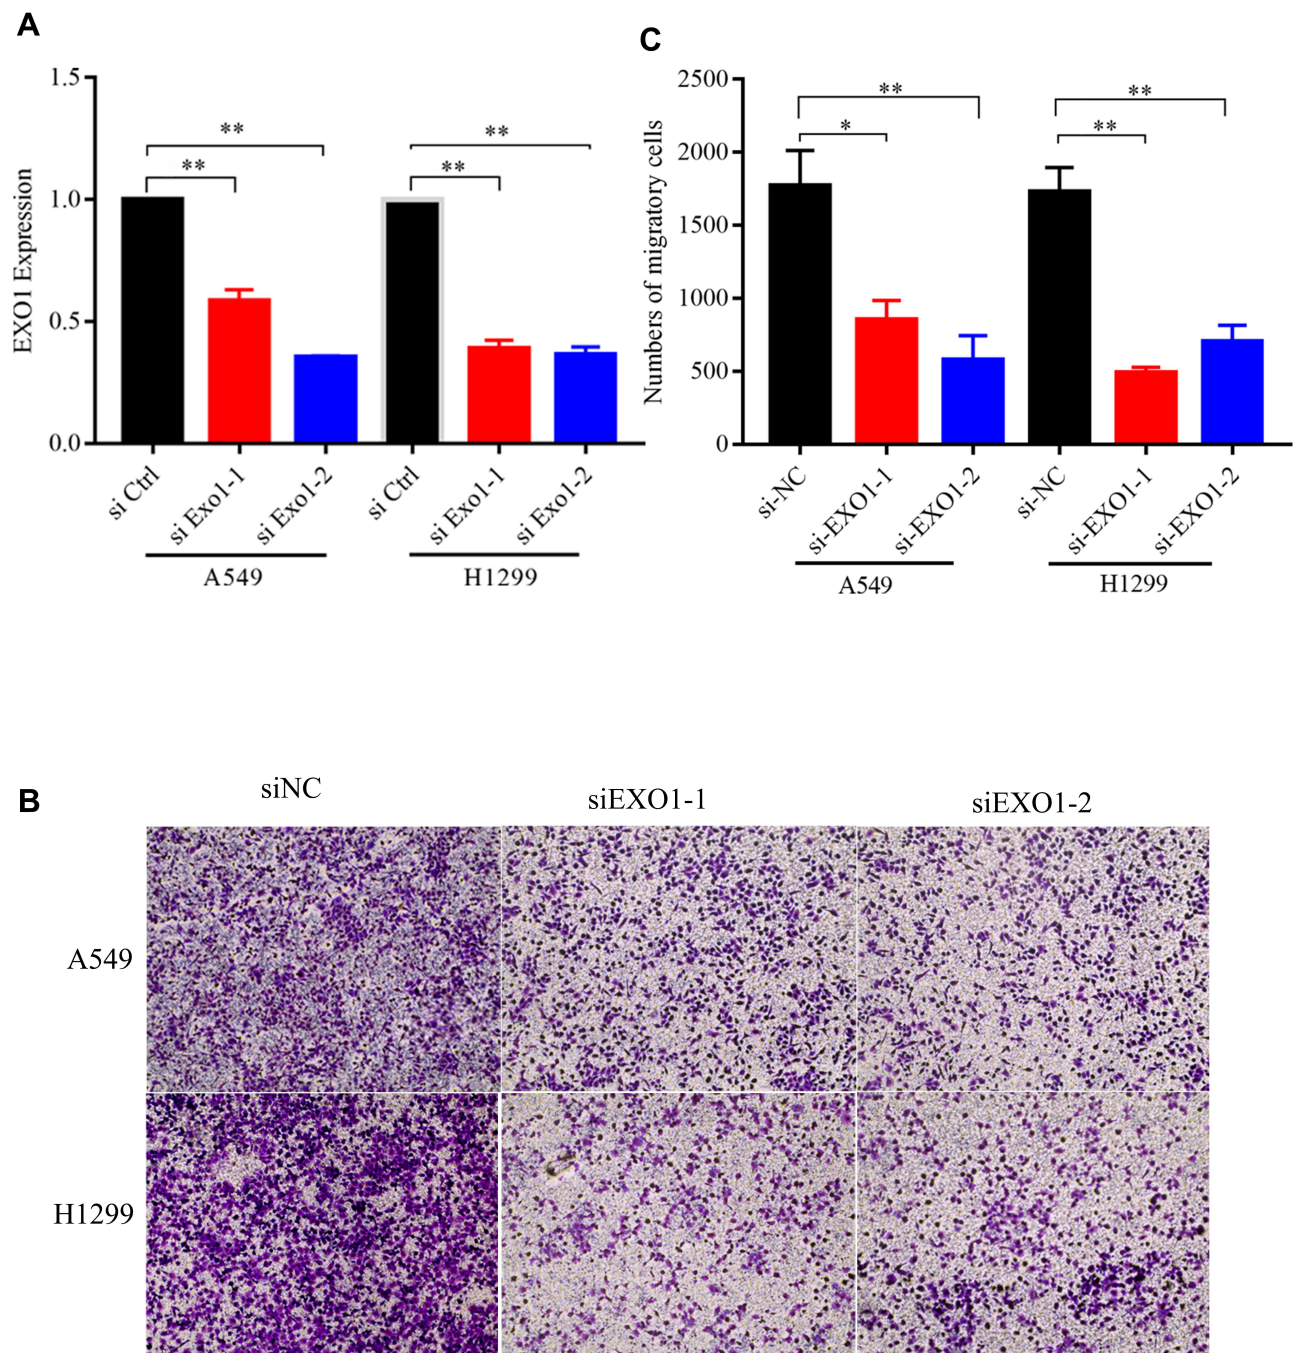 A
EXO1 Expression
1.5
1.0
0.5
0.0
**
**
**
**
si Ctrl
si Exo1-1
si Exo1-2
si Ctrl
si Exo1-1
si Exo1-2
A549
H1299
C
Numbers of migratory cells
2500
2000
1500
1000
500
0
**
*
**
**
si-NC
si-EXO1-1
si-EXO1-2
si-NC
si-EXO1-1
si-EXO1-2
A549
H1299
B
siNC
siEXO1-1
siEXO1-2
A549
H1299